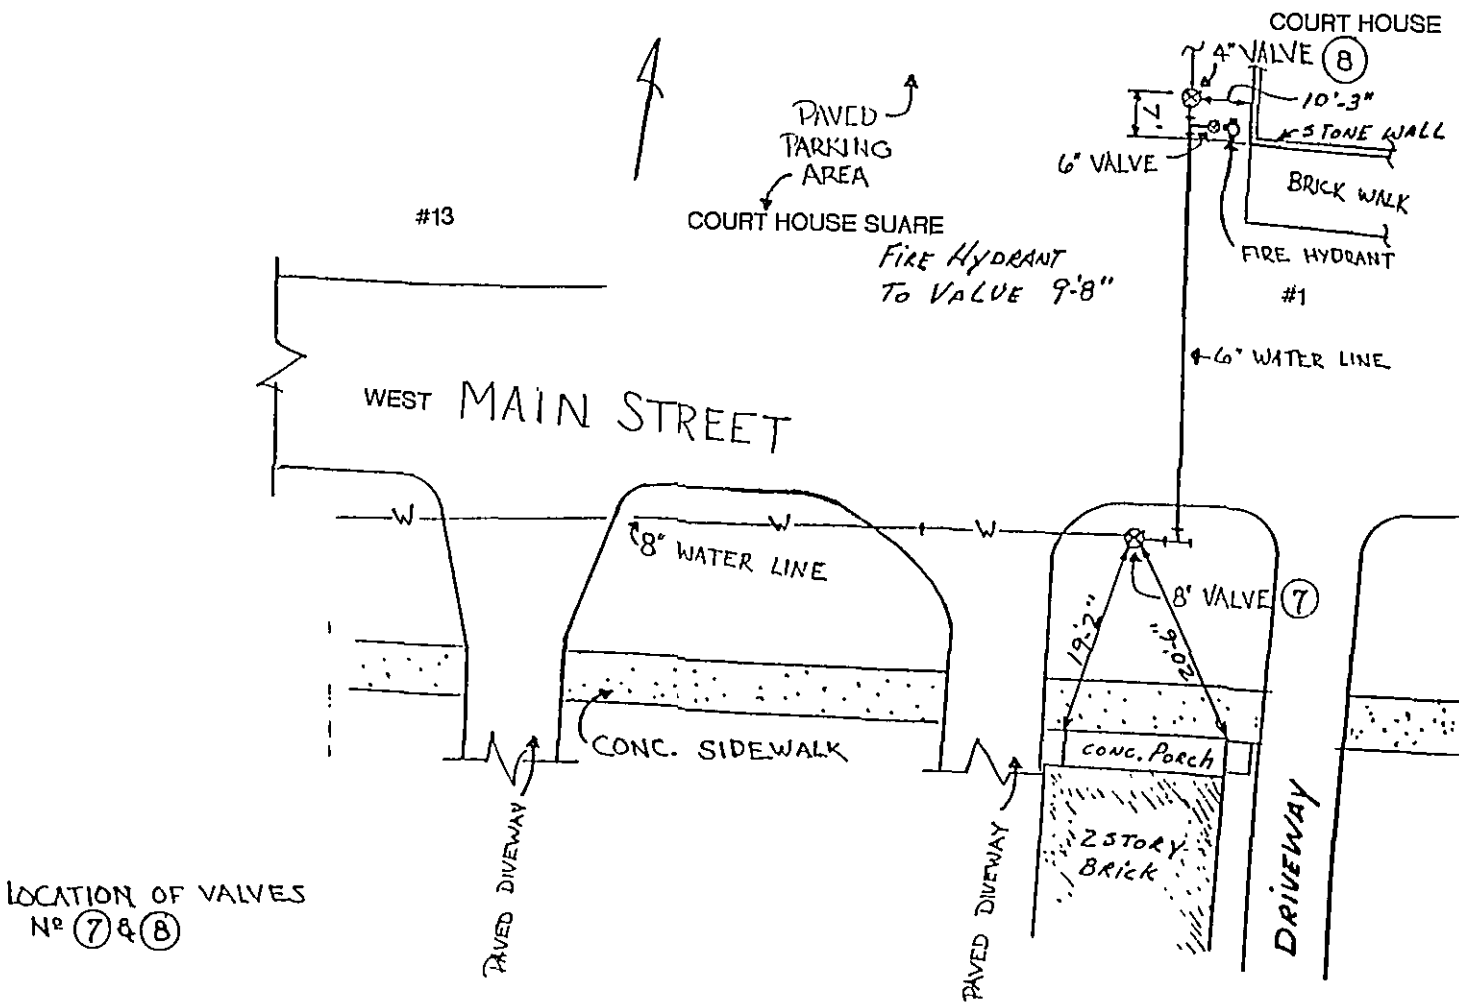 COURT HOUSE
4" VALVE 8
10'-3"
7'
STONE WALL
6" VALVE
BRICK WALK
FIRE HYDRANT
#1
PAVED
PARKING
AREA
COURT HOUSE SUARE
#13
FIRE HYDRANT
TO VALUE 9'-8"
6" WATER LINE
WEST MAIN STREET
W
W
W
8" WATER LINE
8" VALVE 7
19'-2"
20'-6"
CONC. SIDEWALK
CONC. PORCH
2 STORY
BRICK
PAVED DIVEWAY
PAVED DIVEWAY
DRIVEWAY
LOCATION OF VALVES
Nº 7 & 8